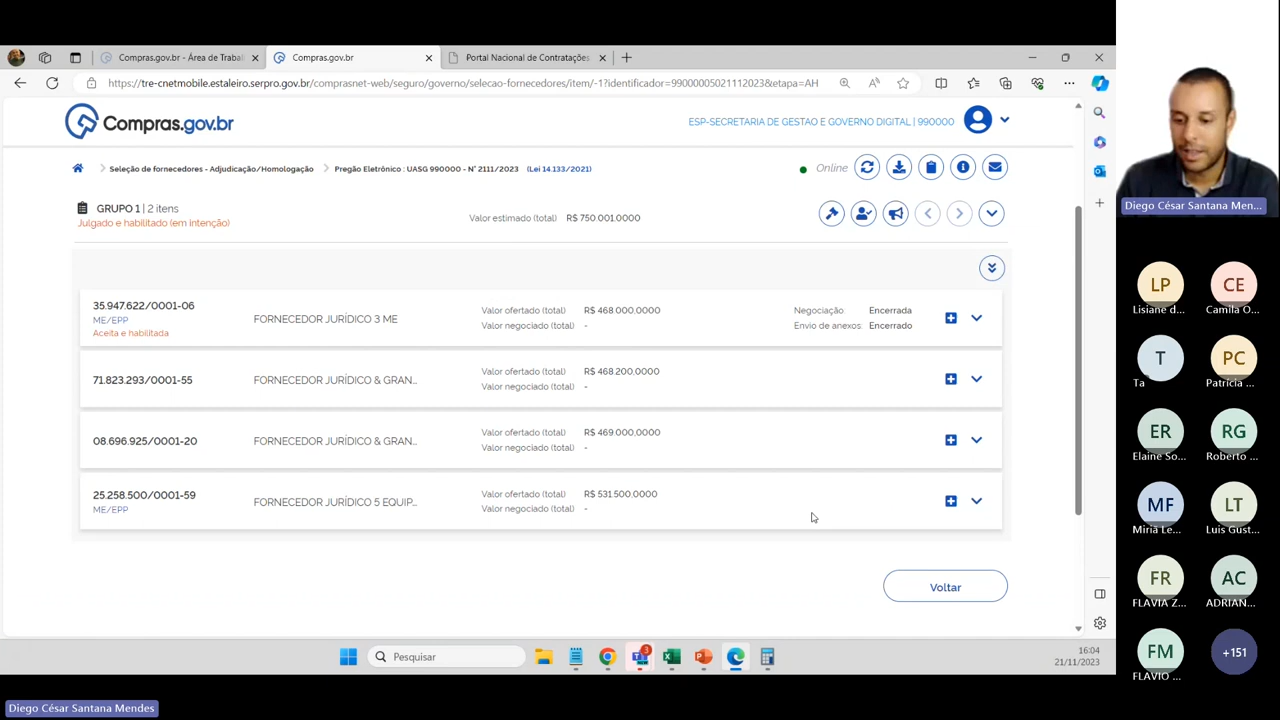 Compras.gov.br - Área de Trabal
Compras.gov.br
Portal Nacional de Contratações
https://tre-cnetmobile.estaleiro.serpro.gov.br/comprasnet-web/seguro/governo/selecao-fornecedores/item/-1?identificador=99000005021112023&etapa=AH
Compras.gov.br
ESP-SECRETARIA DE GESTAO E GOVERNO DIGITAL | 990000
Seleção de fornecedores - Adjudicação/Homologação
Pregão Eletrônico : UASG 990000 - N° 2111/2023 (Lei 14.133/2021)
Online
GRUPO 1 | 2 itens
Julgado e habilitado (em intenção)
Valor estimado (total) R$ 750.001,0000
35.947.622/0001-06
ME/EPP
Aceita e habilitada
FORNECEDOR JURÍDICO 3 ME
Valor ofertado (total) R$ 468.000,0000
Valor negociado (total) -
Negociação: Encerrada
Envio de anexos: Encerrado
71.823.293/0001-55
FORNECEDOR JURÍDICO & GRAN...
Valor ofertado (total) R$ 468.200,0000
Valor negociado (total) -
08.696.925/0001-20
FORNECEDOR JURÍDICO & GRAN...
Valor ofertado (total) R$ 469.000,0000
Valor negociado (total) -
25.258.500/0001-59
ME/EPP
FORNECEDOR JURÍDICO 5 EQUIP...
Valor ofertado (total) R$ 531.500,0000
Valor negociado (total) -
Voltar
Pesquisar
3
16:04
21/11/2023
Diego César Santana Mendes
Diego César Santana Men...
LP
Lisiane d...
CE
Camila O...
T
Ta
PC
Patrícia ...
ER
Elaine So...
RG
Roberto ...
MF
Miriã Le...
LT
Luis Gust...
FR
FLAVIA Z...
AC
ADRIAN...
FM
FLAVIO ...
+151